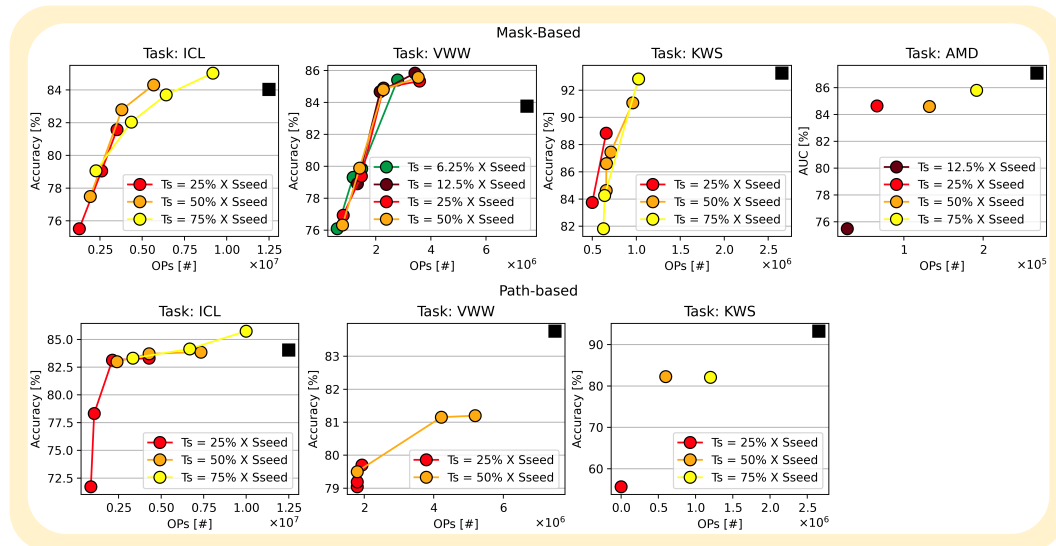 Mask-Based
Task: ICL
Accuracy [%]
84
82
80
78
76
Ts = 25% X Sseed
Ts = 50% X Sseed
Ts = 75% X Sseed
0.25 0.50 0.75 1.00 1.25
OPs [#]
×10⁷
Task: VWW
Accuracy [%]
86
84
82
80
78
76
Ts = 6.25% X Sseed
Ts = 12.5% X Sseed
Ts = 25% X Sseed
Ts = 50% X Sseed
2 4 6
OPs [#]
×10⁶
Task: KWS
Accuracy [%]
92
90
88
86
84
82
Ts = 25% X Sseed
Ts = 50% X Sseed
Ts = 75% X Sseed
0.5 1.0 1.5 2.0 2.5
OPs [#]
×10⁶
Task: AMD
AUC [%]
86
84
82
80
78
76
Ts = 12.5% X Sseed
Ts = 25% X Sseed
Ts = 50% X Sseed
Ts = 75% X Sseed
1 2
OPs [#]
×10⁵
Path-based
Task: ICL
Accuracy [%]
85.0
82.5
80.0
77.5
75.0
72.5
Ts = 25% X Sseed
Ts = 50% X Sseed
Ts = 75% X Sseed
0.25 0.50 0.75 1.00 1.25
OPs [#]
×10⁷
Task: VWW
Accuracy [%]
83
82
81
80
79
Ts = 25% X Sseed
Ts = 50% X Sseed
2 4 6
OPs [#]
×10⁶
Task: KWS
Accuracy [%]
90
80
70
60
Ts = 25% X Sseed
Ts = 50% X Sseed
Ts = 75% X Sseed
0.0 0.5 1.0 1.5 2.0 2.5
OPs [#]
×10⁶